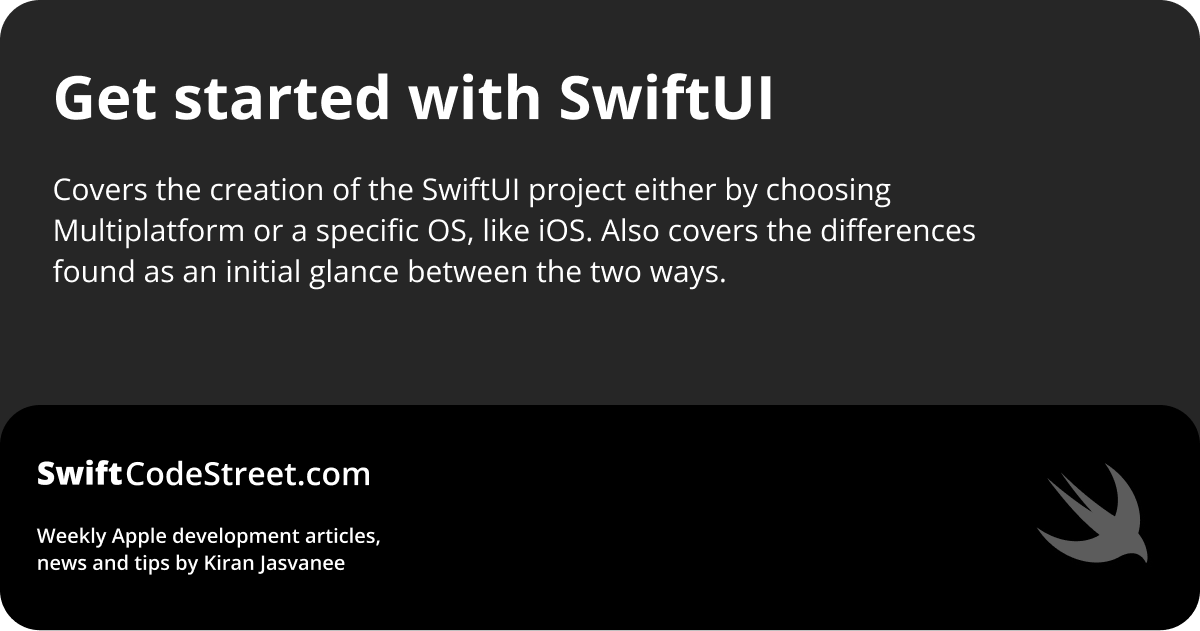 Get started with SwiftUI
Covers the creation of the SwiftUI project either by choosing
Multiplatform or a specific OS, like iOS. Also covers the differences
found as an initial glance between the two ways.
SwiftCodeStreet.com
Weekly Apple development articles,
news and tips by Kiran Jasvanee